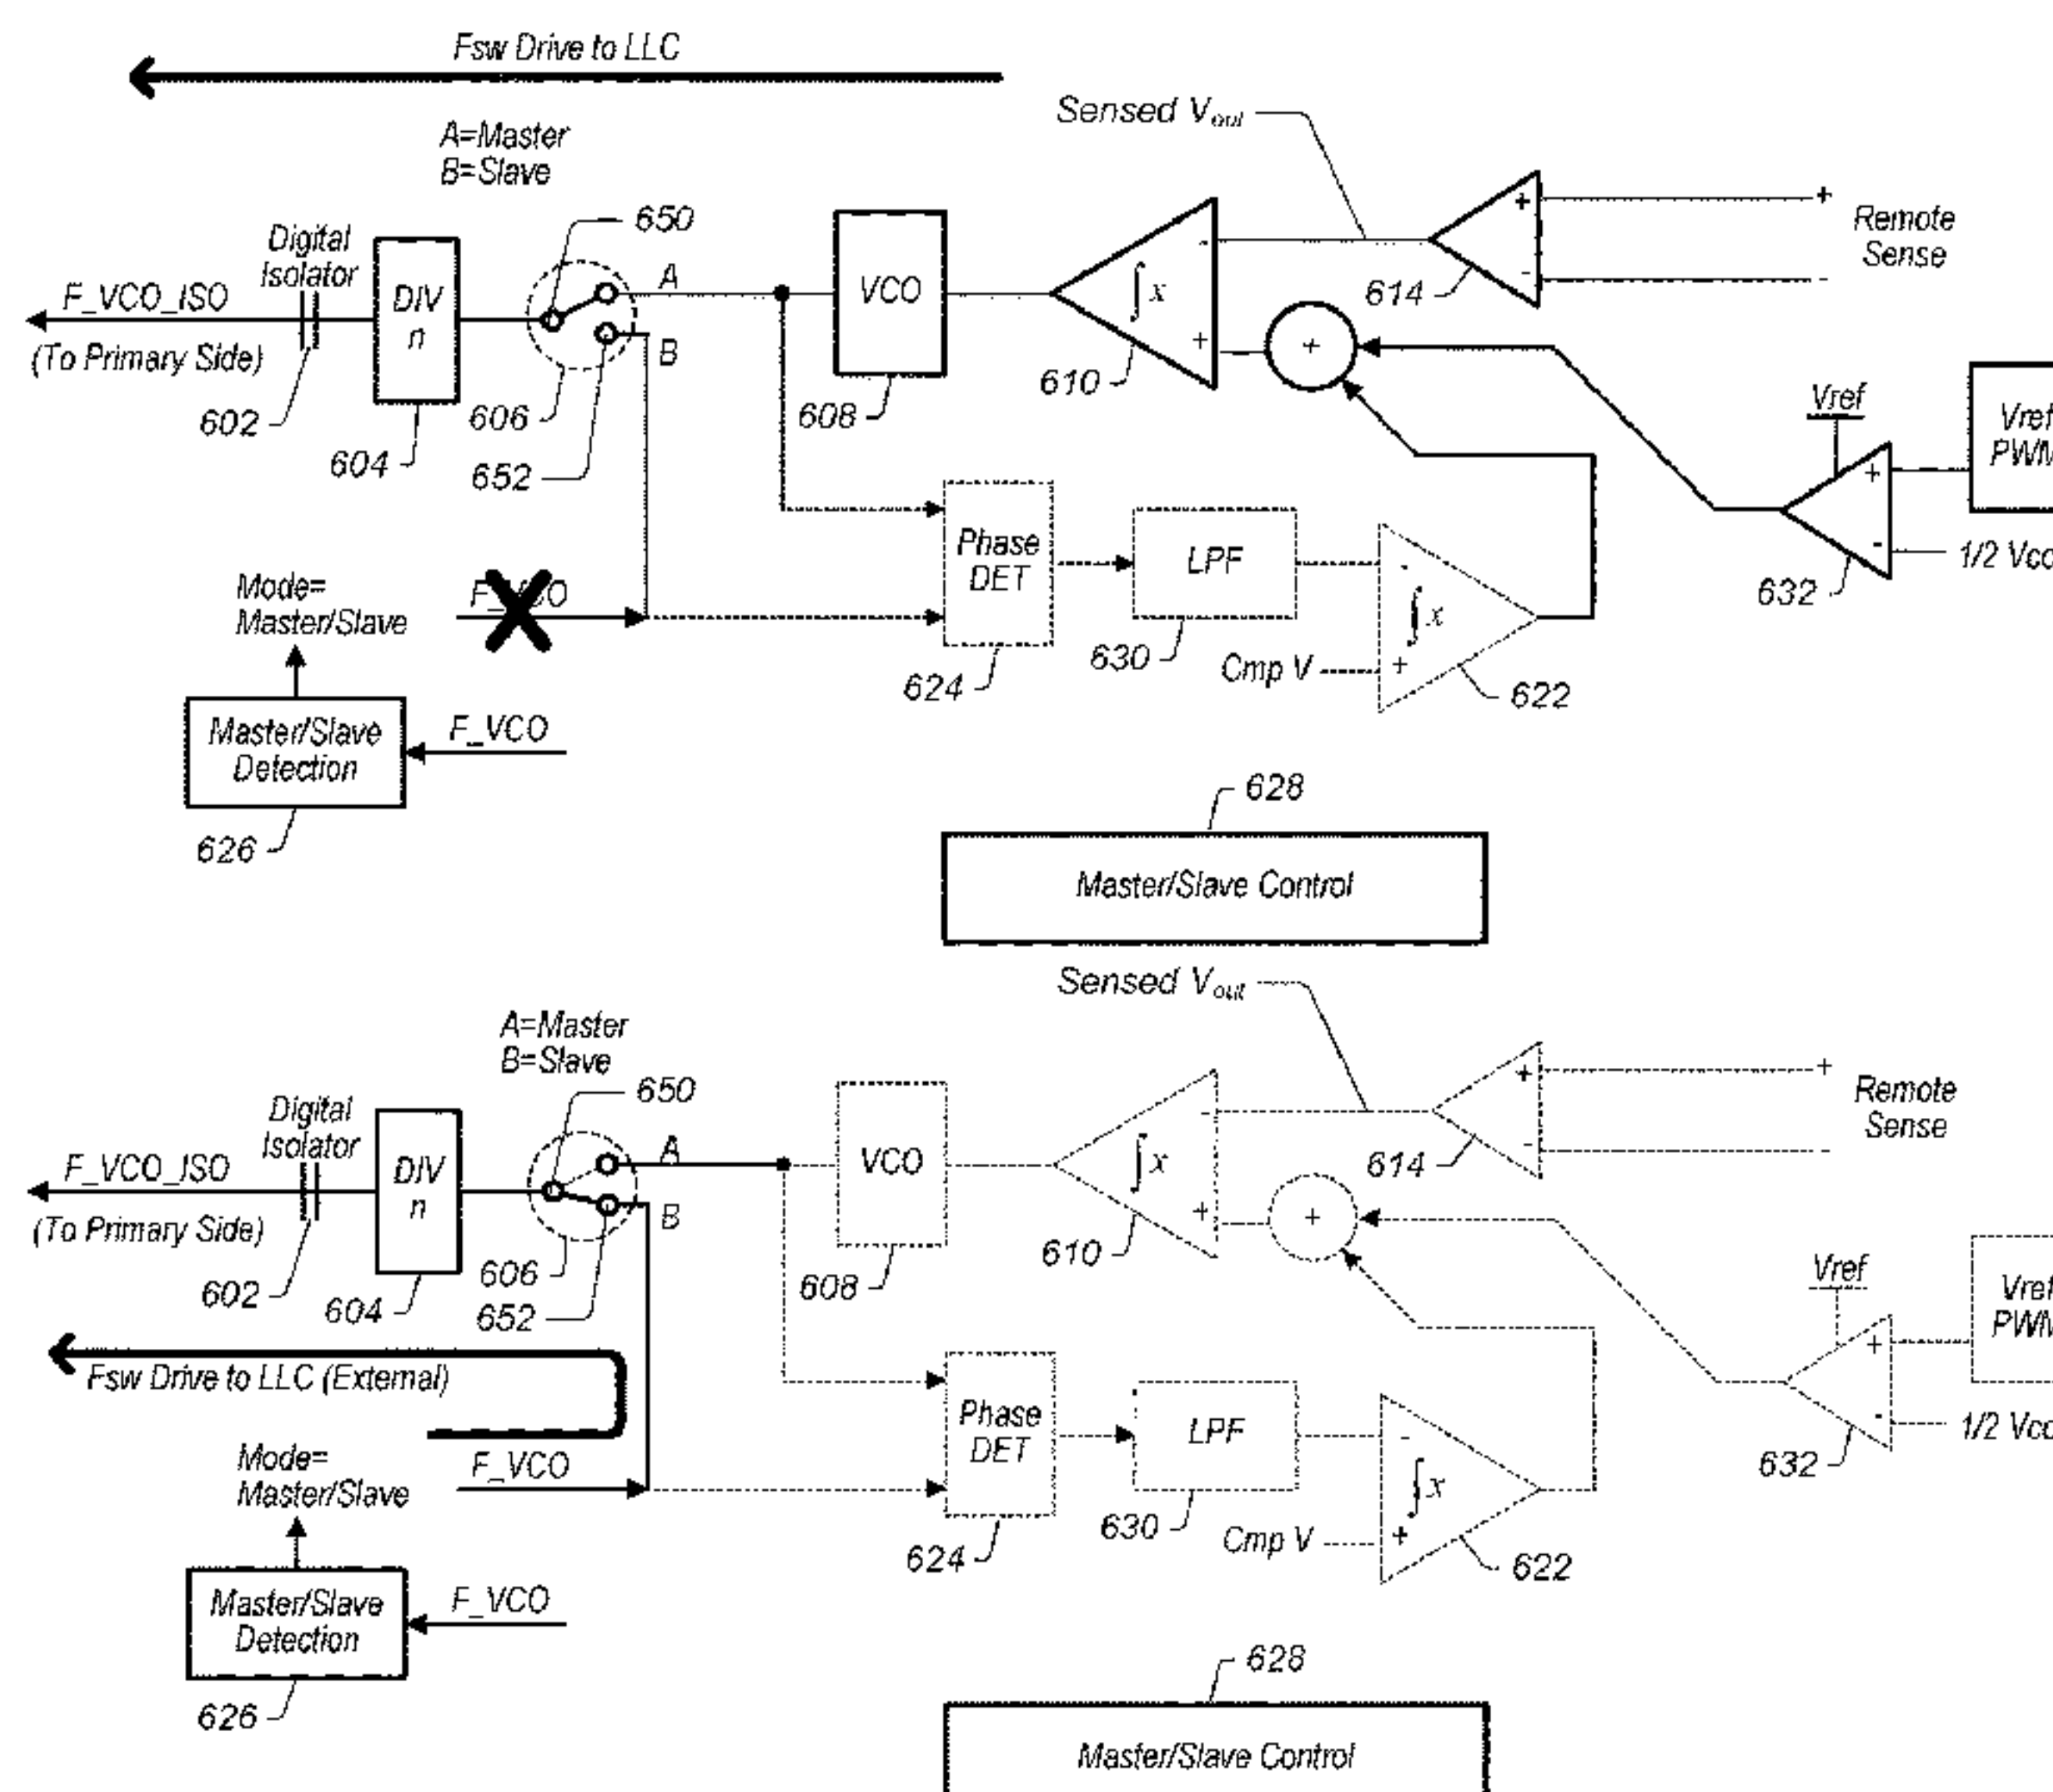 Fsw Drive to LLC
Sensed Vout
A=Master
B=Slave
650
Digital
Isolator
F_VCO_ISO
(To Primary Side)
DIV
n
A
B
VCO
∫x
-
+
+
-
614
+
-
Remote
Sense
602
604
606
652
608
610
+
Vref
Vref
+
-
1/2 Vcc
632
Phase
DET
LPF
-
∫x
+
Cmp V
624
630
622
Mode=
Master/Slave
Master/Slave
Detection
F_VCO
626
628
Master/Slave Control
Sensed Vout
A=Master
B=Slave
650
Digital
Isolator
F_VCO_ISO
(To Primary Side)
DIV
n
A
B
VCO
∫x
-
+
+
-
614
+
-
Remote
Sense
602
604
606
652
608
610
+
Vref
Vref
+
-
632
Fsw Drive to LLC (External)
F_VCO
Phase
DET
LPF
-
∫x
+
Cmp V
624
630
622
Mode=
Master/Slave
Master/Slave
Detection
F_VCO
626
628
Master/Slave Control